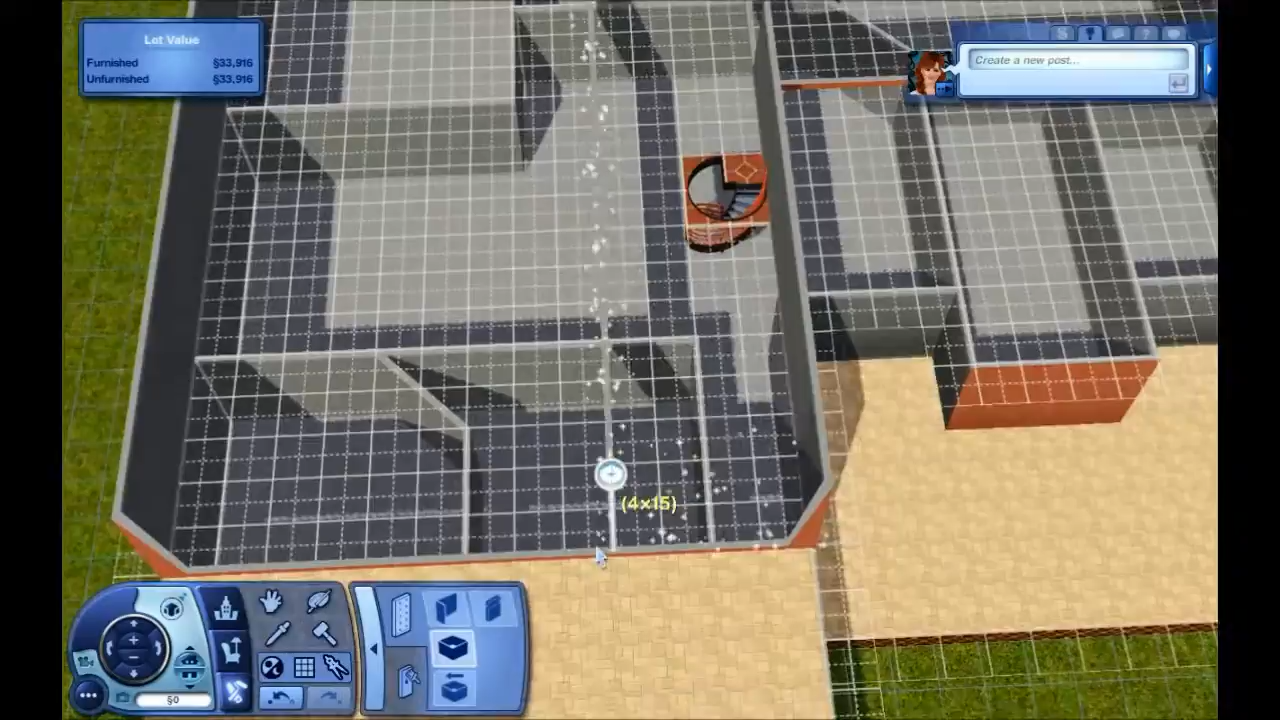 Lot Value
Furnished §33,916
Unfurnished §33,916
Create a new post...
(4x15)
§0